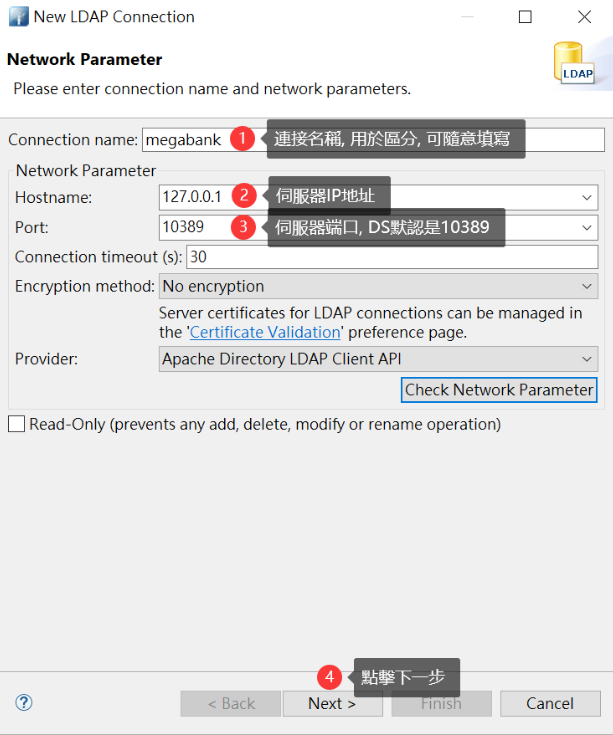 New LDAP Connection
Network Parameter
Please enter connection name and network parameters.
LDAP
Connection name: megabank 1 連接名稱, 用於區分, 可隨意填寫
Network Parameter
Hostname: 127.0.0.1 2 伺服器IP地址
Port: 10389 3 伺服器端口, DS默認是10389
Connection timeout (s): 30
Encryption method: No encryption
Server certificates for LDAP connections can be managed in
the 'Certificate Validation' preference page.
Provider: Apache Directory LDAP Client API
Check Network Parameter
Read-Only (prevents any add, delete, modify or rename operation)
4 點擊下一步
? < Back Next > Finish Cancel